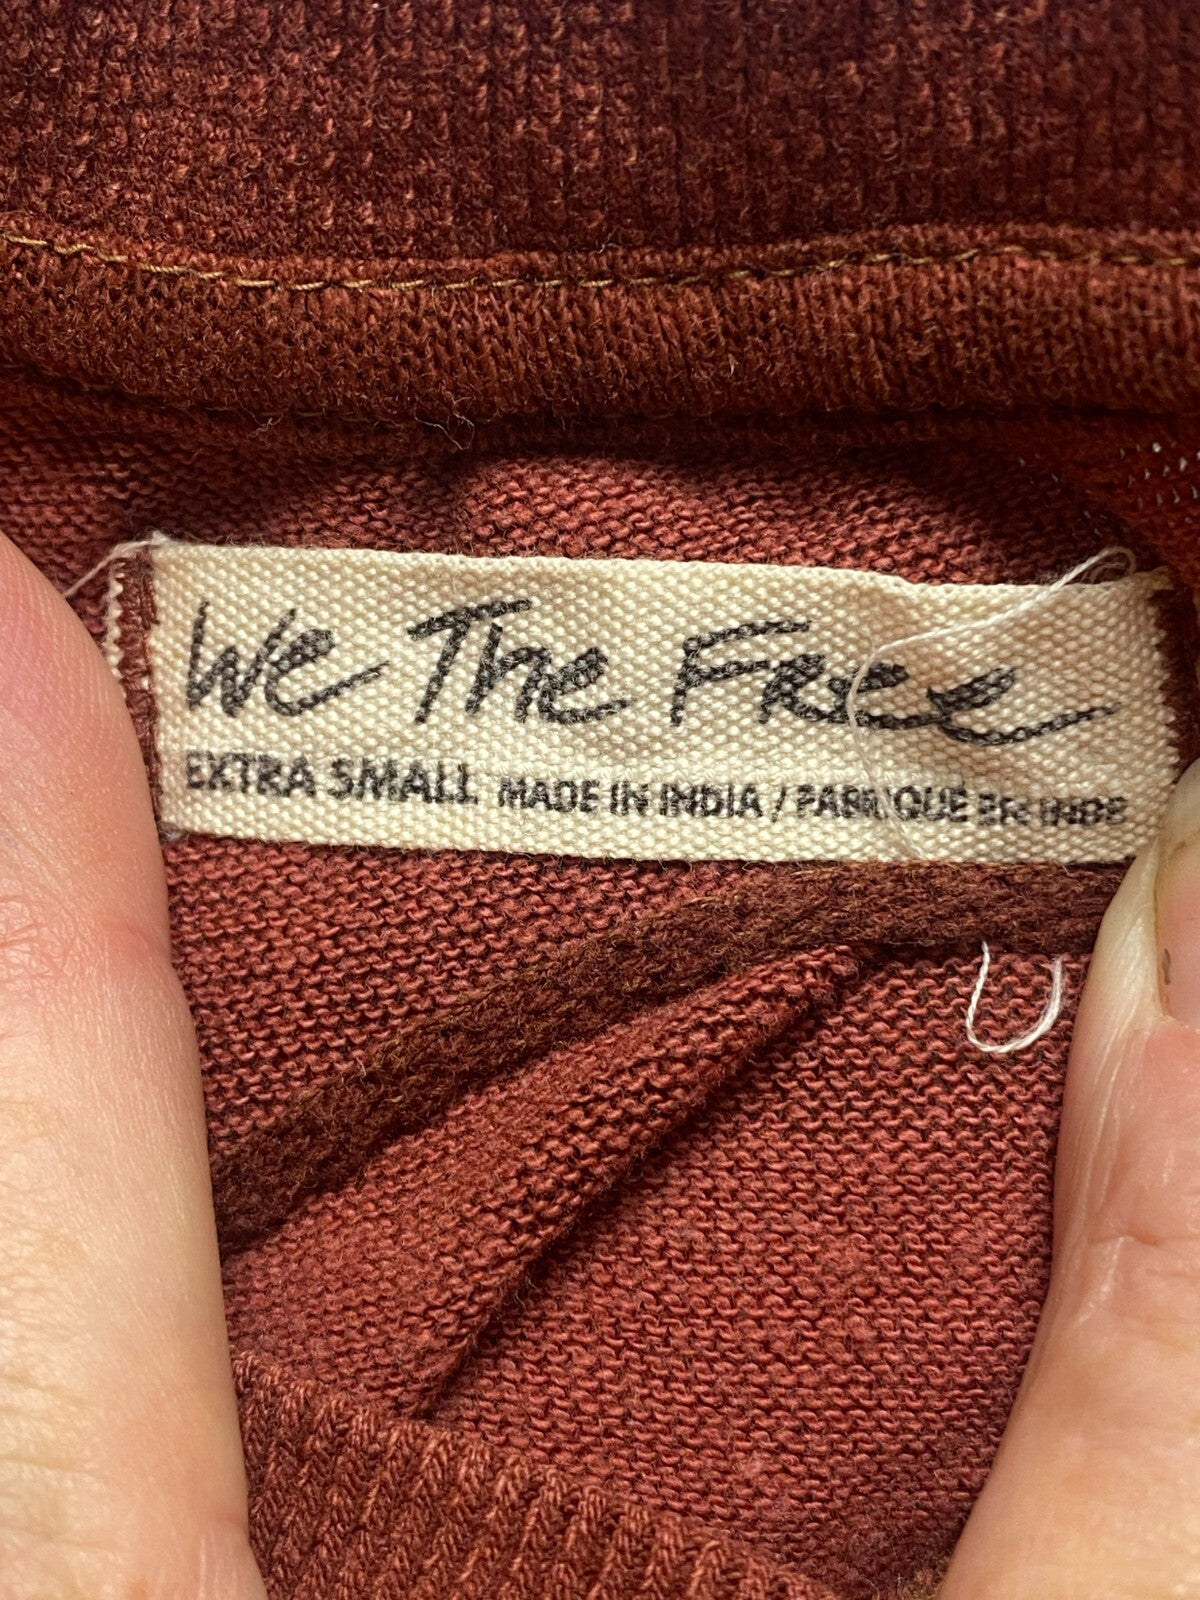 We The Free
EXTRA SMALL MADE IN INDIA / FABRIQUÉ EN INDE